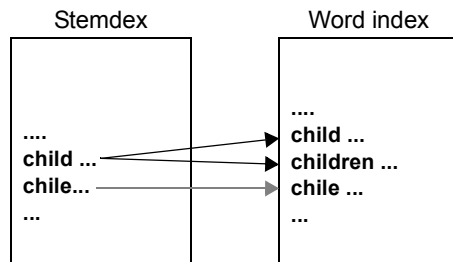 Stemdex
....
child ...
chile...
...
Word index
....
child ...
children ...
chile ...
...